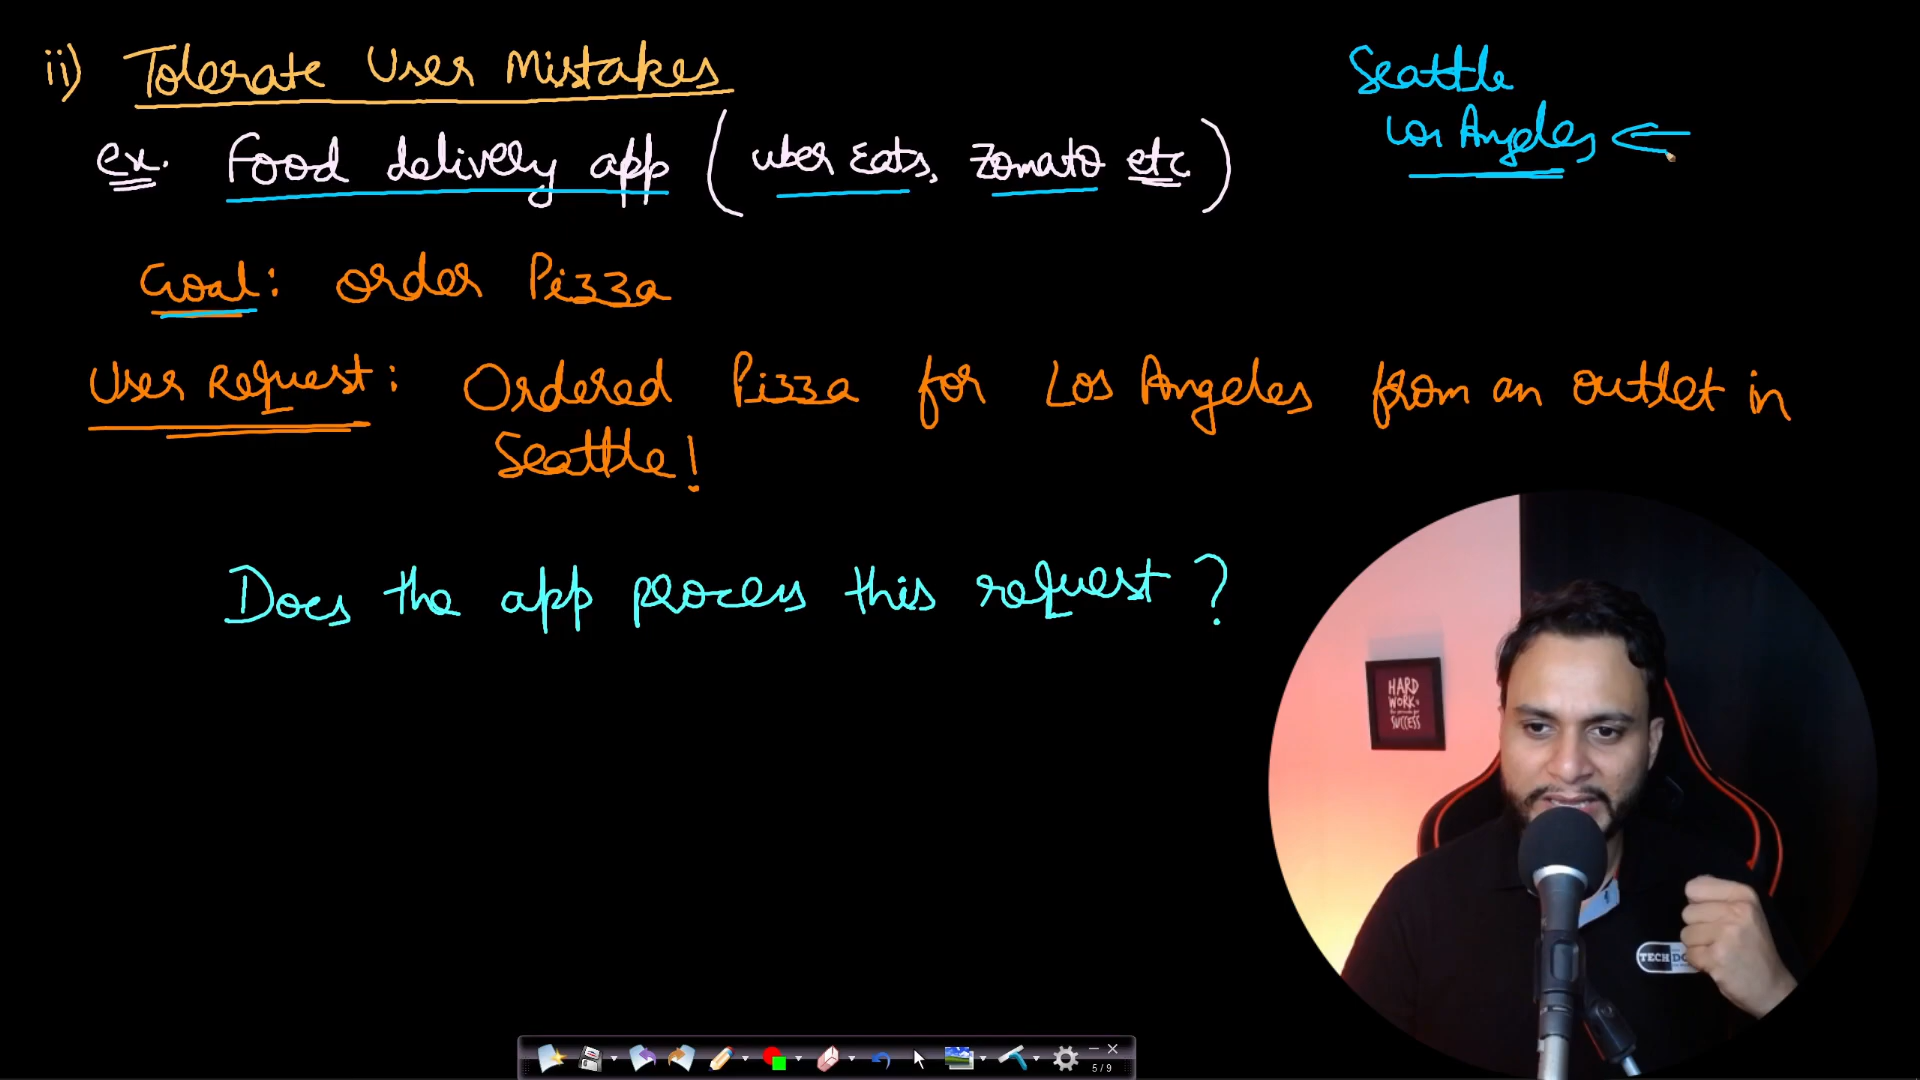 ii) Tolerate User Mistakes
Seattle
Los Angeles
ex. Food delivery app (uber Eats, Zomato etc)
Goal: order Pizza
User Request: Ordered Pizza for Los Angeles from an outlet in
Seattle!
Does the app process this request?
HARD
WORK
SUCCESS
TECH DO
5/9